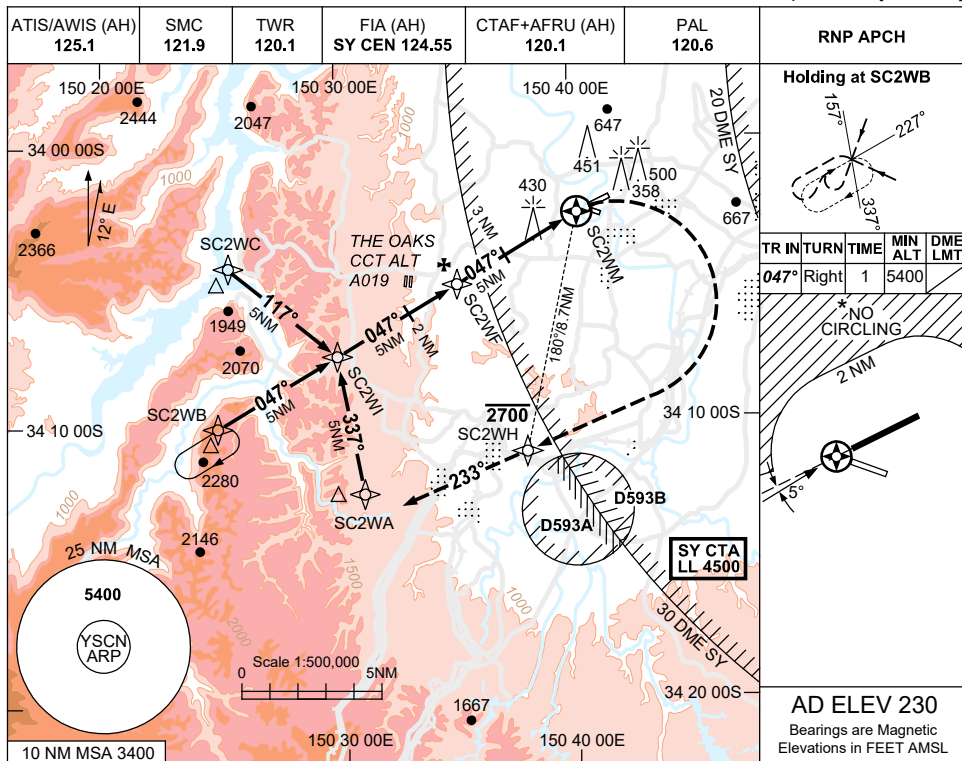 ATIS/AWIS (AH)
125.1
SMC
121.9
TWR
120.1
FIA (AH)
SY CEN 124.55
CTAF+AFRU (AH)
120.1
PAL
120.6
RNP APCH
150 20 00E
150 30 00E
150 40 00E
2444
2047
1000
647
20 DME SY
34 00 00S
1000
451
500
358
430
667
12° E
2366
3 NM
SC2WC
THE OAKS
CCT ALT
A019
047°
5NM
SC2WM
117°
5NM
047°
5NM
2 NM
SC2WF
180°/8.7NM
1949
2070
SC2WI
047°
5NM
337°
5NM
SC2WB
2700
34 10 00S
34 10 00S
SC2WH
2280
233°
SC2WA
D593B
D593A
1000
2146
1500
1000
SY CTA
LL 4500
25 NM MSA
5400
YSCN
ARP
2000
30 DME SY
Scale 1:500,000
0
5NM
34 20 00S
1667
150 30 00E
150 40 00E
10 NM MSA 3400
Holding at SC2WB
157°
227°
337°
TR IN TURN TIME MIN ALT DME LMT
047° Right 1 5400
*NO
CIRCLING
2 NM
5°
AD ELEV 230
Bearings are Magnetic
Elevations in FEET AMSL